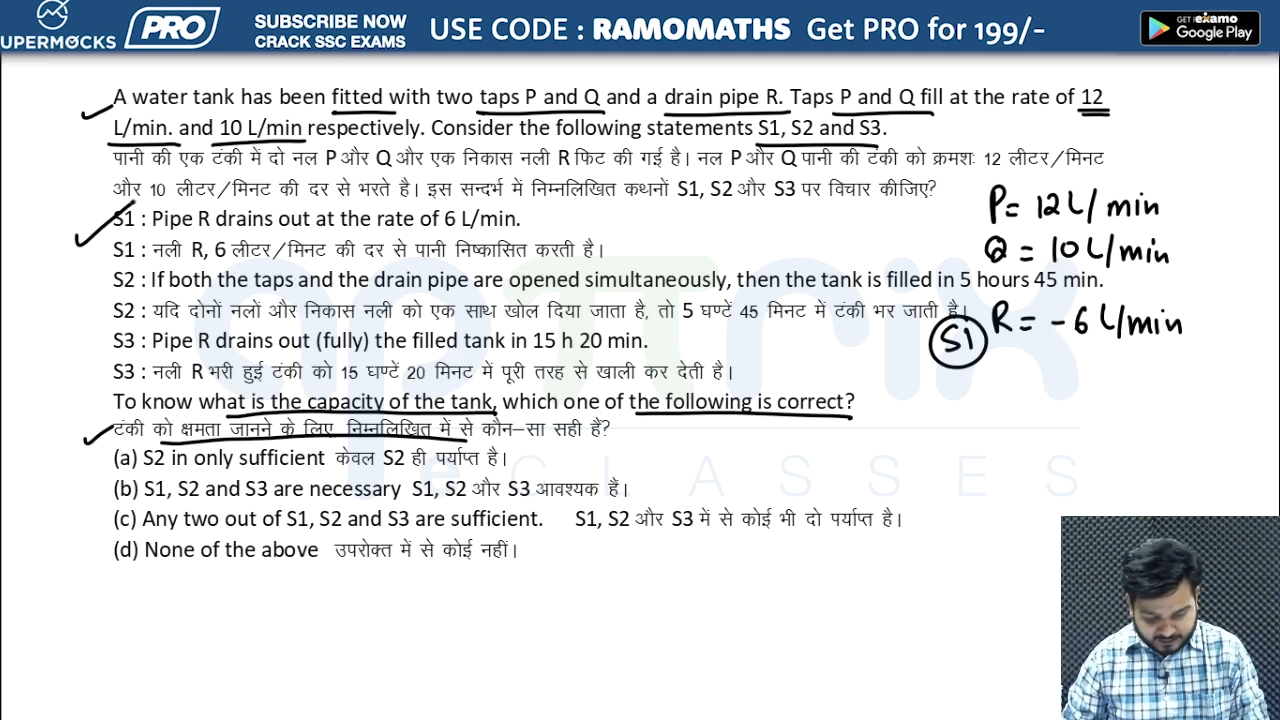 UPERMOCKS PRO SUBSCRIBE NOW CRACK SSC EXAMS USE CODE : RAMOMATHS Get PRO for 199/- GET examo Google Play
A water tank has been fitted with two taps P and Q and a drain pipe R. Taps P and Q fill at the rate of 12
L/min. and 10 L/min respectively. Consider the following statements S1, S2 and S3.
पानी की एक टंकी में दो नल P और Q और एक निकास नली R फिट की गई है। नल P और Q पानी की टंकी को क्रमशः 12 लीटर/मिनट
और 10 लीटर/मिनट की दर से भरते है। इस सन्दर्भ में निम्नलिखित कथनों S1, S2 और S3 पर विचार कीजिए?
S1 : Pipe R drains out at the rate of 6 L/min.
S1 : नली R, 6 लीटर/मिनट की दर से पानी निष्कासित करती है।
S2 : If both the taps and the drain pipe are opened simultaneously, then the tank is filled in 5 hours 45 min.
S2 : यदि दोनों नलों और निकास नली को एक साथ खोल दिया जाता है, तो 5 घण्टें 45 मिनट में टंकी भर जाती है।
S3 : Pipe R drains out (fully) the filled tank in 15 h 20 min.
S3 : नली R भरी हुई टंकी को 15 घण्टें 20 मिनट में पूरी तरह से खाली कर देती है।
To know what is the capacity of the tank, which one of the following is correct?
टंकी को क्षमता जानने के लिए, निम्नलिखित में से कौन-सा सही हैं?
(a) S2 in only sufficient केवल S2 ही पर्याप्त है।
(b) S1, S2 and S3 are necessary S1, S2 और S3 आवश्यक हैं।
(c) Any two out of S1, S2 and S3 are sufficient. S1, S2 और S3 में से कोई भी दो पर्याप्त है।
(d) None of the above उपरोक्त में से कोई नहीं।
P = 12 L/min
Q = 10 L/min
R = -6 L/min
S1
CLASSES